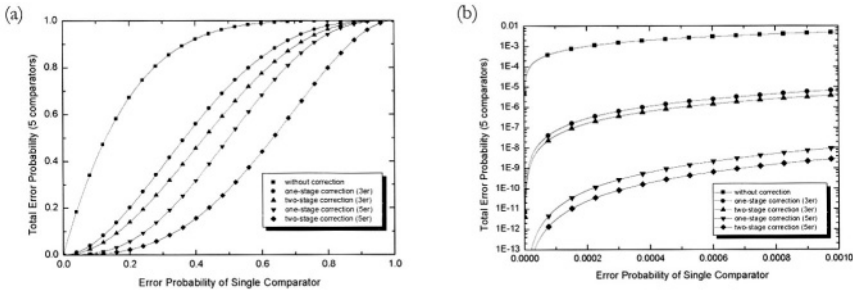 (a)
Total Error Probability (5 comparators)
1.0
0.8
0.6
0.4
0.2
0.0
without correction
one-stage correction (3er)
two-stage correction (3er)
one-stage correction (5er)
two-stage correction (5er)
0.0 0.2 0.4 0.6 0.8 1.0
Error Probability of Single Comparator
(b)
Total Error Probability (5 comparators)
0.01
1E-3
1E-4
1E-5
1E-6
1E-7
1E-8
1E-9
1E-10
1E-11
1E-12
1E-13
without correction
one-stage correction (3er)
two-stage correction (3er)
one-stage correction (5er)
two-stage correction (5er)
0.0000 0.0002 0.0004 0.0006 0.0008 0.0010
Error Probability of Single Comparator